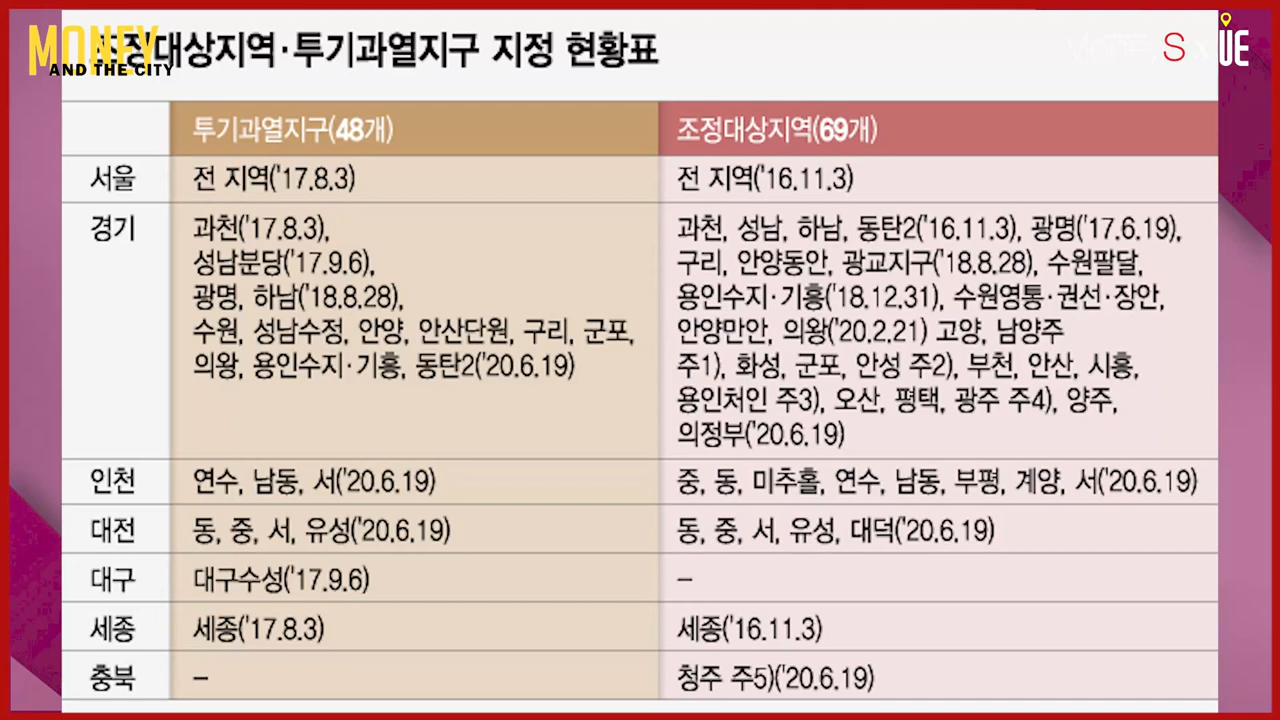 MONEY
AND THE CITY
조정대상지역·투기과열지구 지정 현황표
S
UE
투기과열지구(48개) 조정대상지역(69개)
서울 전 지역('17.8.3) 전 지역('16.11.3)
경기 과천('17.8.3), 과천, 성남, 하남, 동탄2('16.11.3), 광명('17.6.19),
성남분당('17.9.6), 구리, 안양동안, 광교지구('18.8.28), 수원팔달,
광명, 하남('18.8.28), 용인수지·기흥('18.12.31), 수원영통·권선·장안,
수원, 성남수정, 안양, 안산단원, 구리, 군포, 안양만안, 의왕('20.2.21) 고양, 남양주
의왕, 용인수지·기흥, 동탄2('20.6.19) 주1), 화성, 군포, 안성 주2), 부천, 안산, 시흥,
용인처인 주3), 오산, 평택, 광주 주4), 양주,
의정부('20.6.19)
인천 연수, 남동, 서('20.6.19) 중, 동, 미추홀, 연수, 남동, 부평, 계양, 서('20.6.19)
대전 동, 중, 서, 유성('20.6.19) 동, 중, 서, 유성, 대덕('20.6.19)
대구 대구수성('17.9.6) –
세종 세종('17.8.3) 세종('16.11.3)
충북 – 청주 주5)('20.6.19)